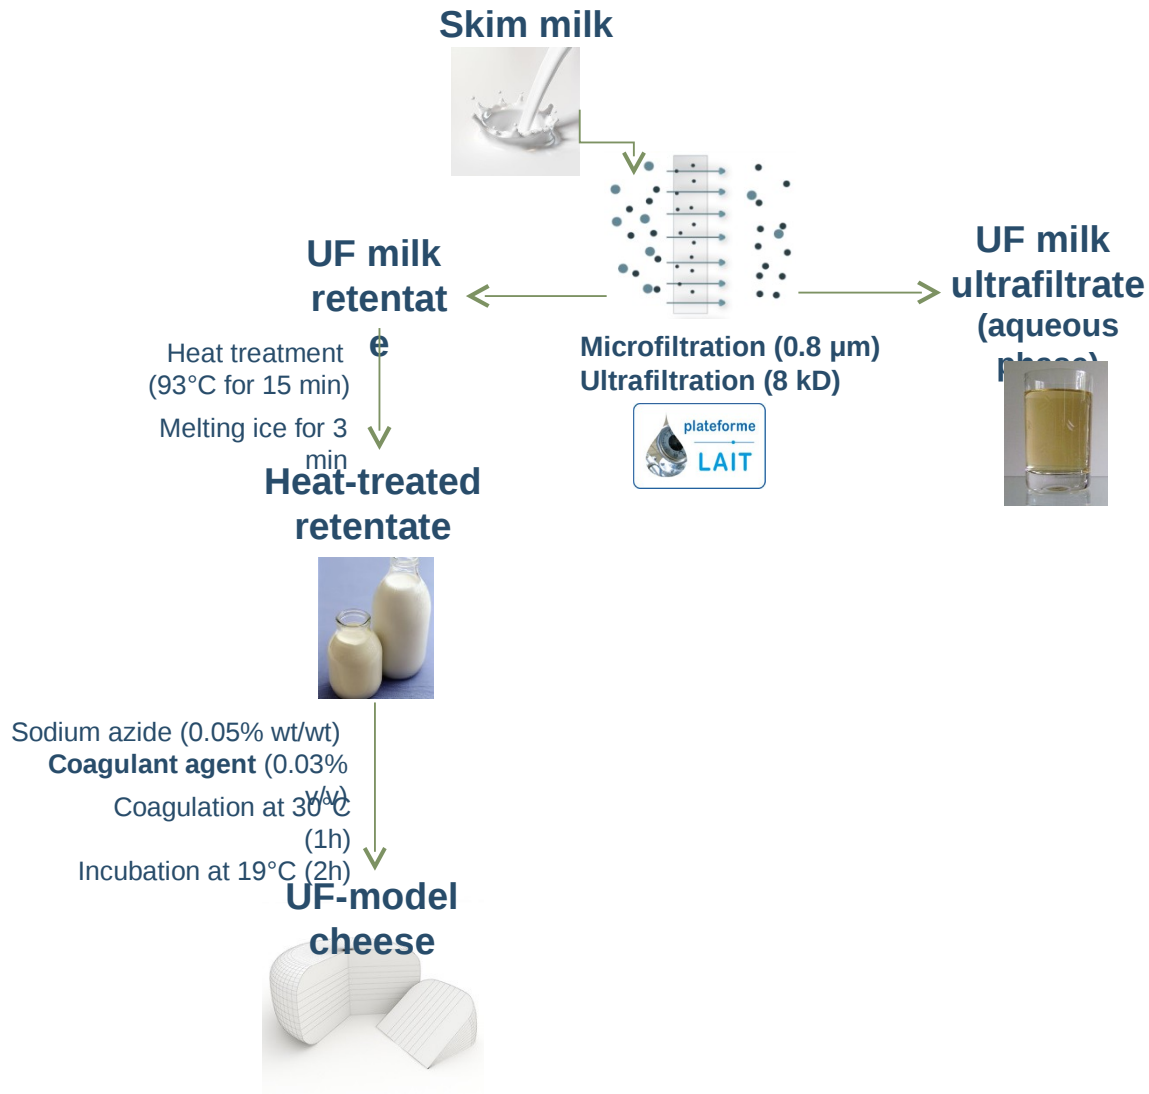 Skim milk
UF milk
retentat
e
UF milk
ultrafiltrate
(aqueous
phase)
Microfiltration (0.8 µm)
Ultrafiltration (8 kD)
plateforme
LAIT
Heat treatment
(93°C for 15 min)
Melting ice for 3
min
Heat-treated
retentate
Sodium azide (0.05% wt/wt)
Coagulant agent (0.03%
v/v)
Coagulation at 30°C
(1h)
Incubation at 19°C (2h)
UF-model
cheese